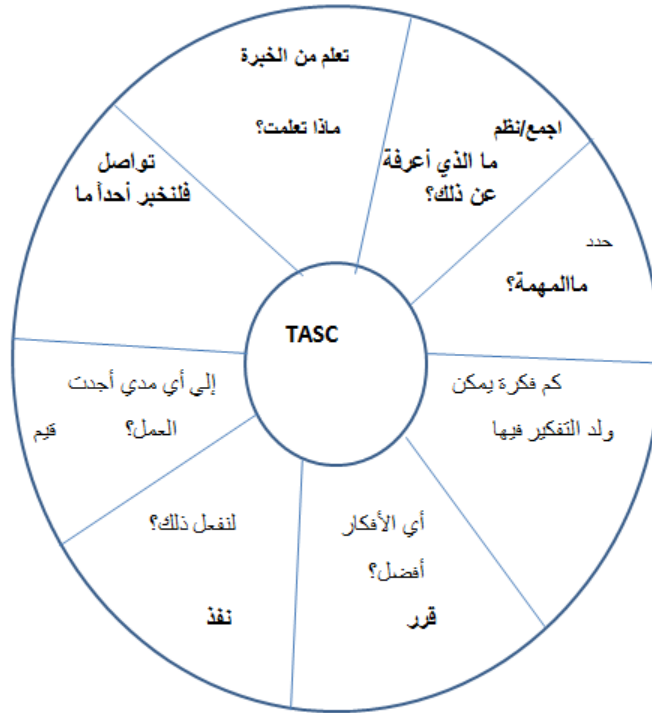 تعلم من الخبرة
ماذا تعلمت؟
اجمع/نظم
ما الذي أعرفة
عن ذلك؟
حدد
ماالمهمة؟
كم فكرة يمكن
ولد التفكير فيها
أي الأفكار
أفضل؟
قرر
لنفعل ذلك؟
نفذ
إلي أي مدي أجدت
العمل؟ قيم
تواصل
فلنخبر أحداً ما
TASC